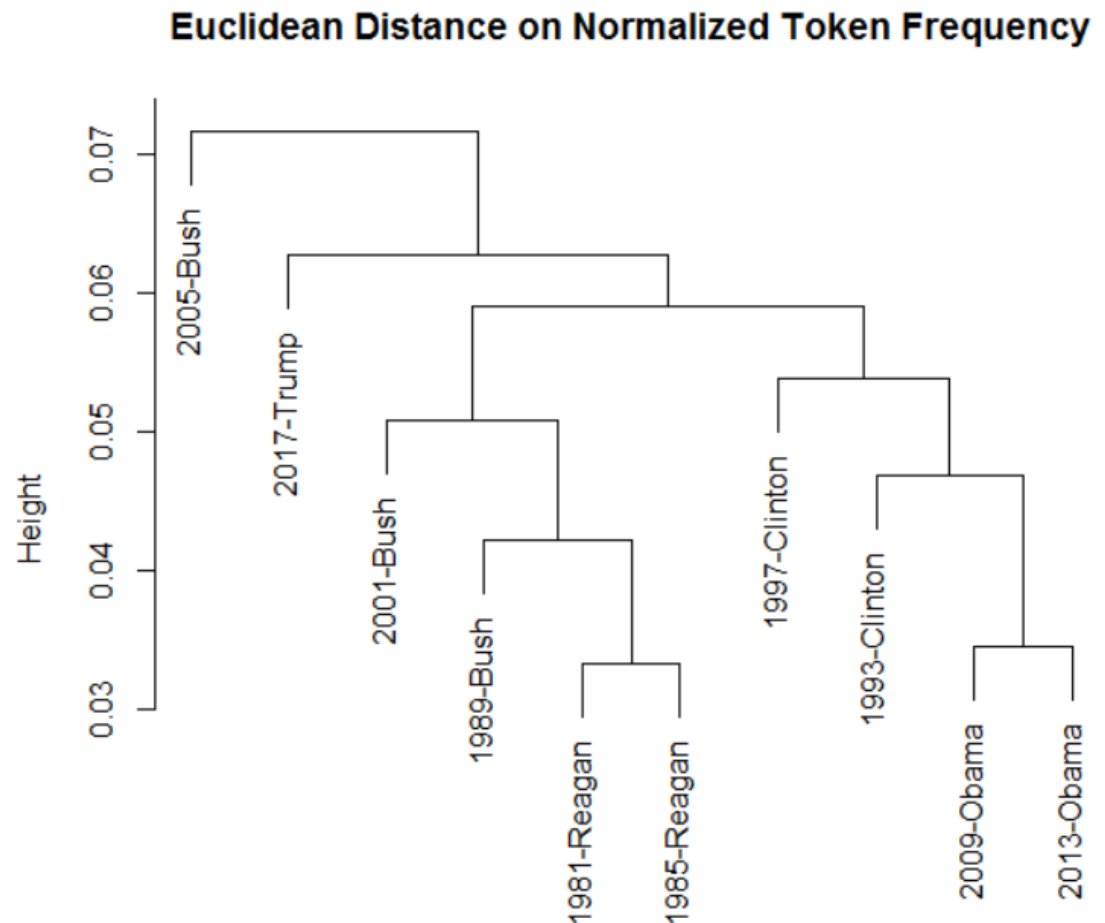 Euclidean Distance on Normalized Token Frequency
Height
0.07
0.06
0.05
0.04
0.03
2005-Bush
2017-Trump
2001-Bush
1989-Bush
1981-Reagan
1985-Reagan
1997-Clinton
1993-Clinton
2009-Obama
2013-Obama